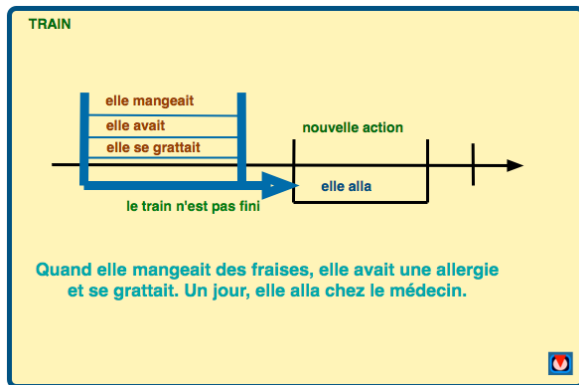 TRAIN
elle mangeait
elle avait
nouvelle action
elle se grattait
elle alla
le train n'est pas fini
Quand elle mangeait des fraises, elle avait une allergie
et se grattait. Un jour, elle alla chez le médecin.